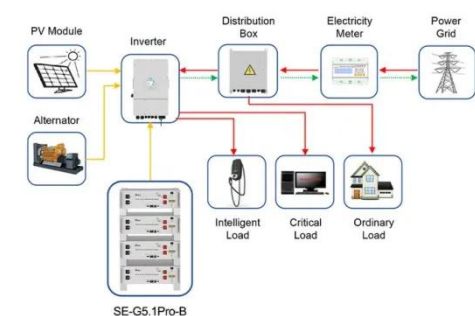 PV Module
Inverter
Distribution
Box
Electricity
Meter
Power
Grid
Alternator
Intelligent
Load
Critical
Load
Ordinary
Load
SE-G5.1Pro-B